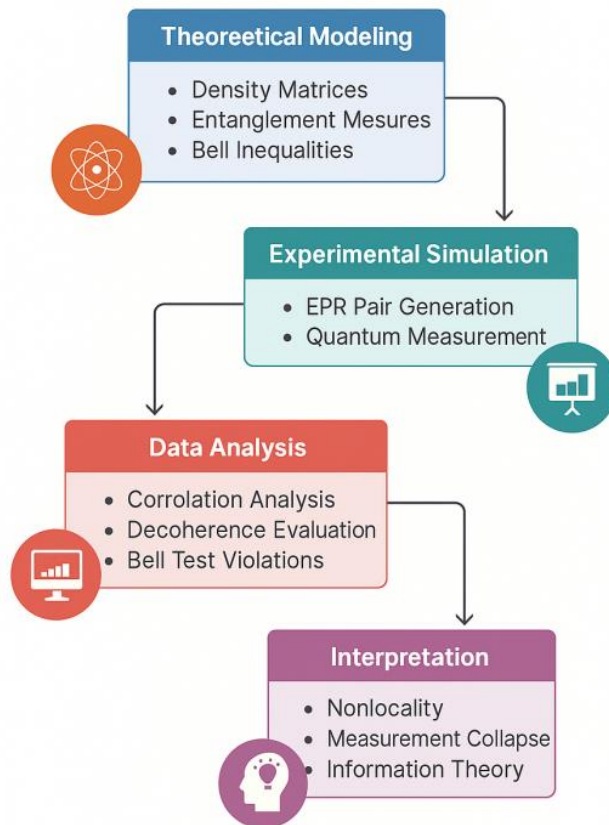 Theoreetical Modeling
• Density Matrices
• Entanglement Mesures
• Bell Inequalities
Experimental Simulation
• EPR Pair Generation
• Quantum Measurement
Data Analysis
• Corrolation Analysis
• Decoherence Evaluation
• Bell Test Violations
Interpretation
• Nonlocality
• Measurement Collapse
• Information Theory